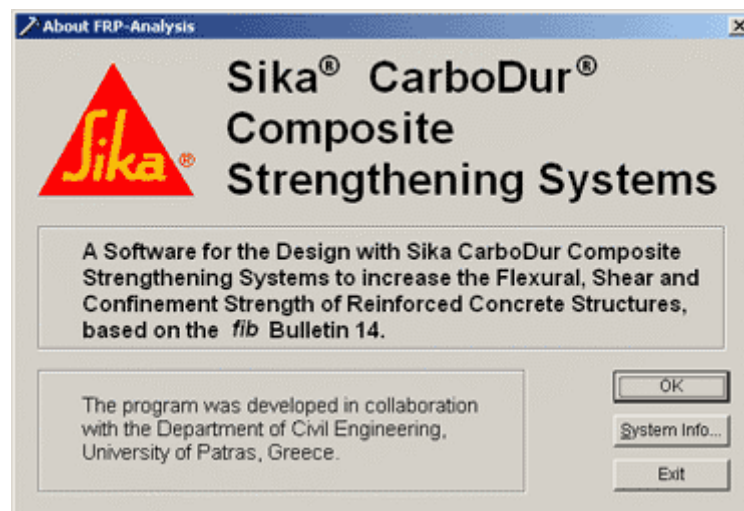 About FRP-Analysis
Sika® CarboDur®
Composite
Strengthening Systems
Sika®
A Software for the Design with Sika CarboDur Composite
Strengthening Systems to increase the Flexural, Shear and
Confinement Strength of Reinforced Concrete Structures,
based on the fib Bulletin 14.
The program was developed in collaboration
with the Department of Civil Engineering,
University of Patras, Greece.
OK
System Info...
Exit